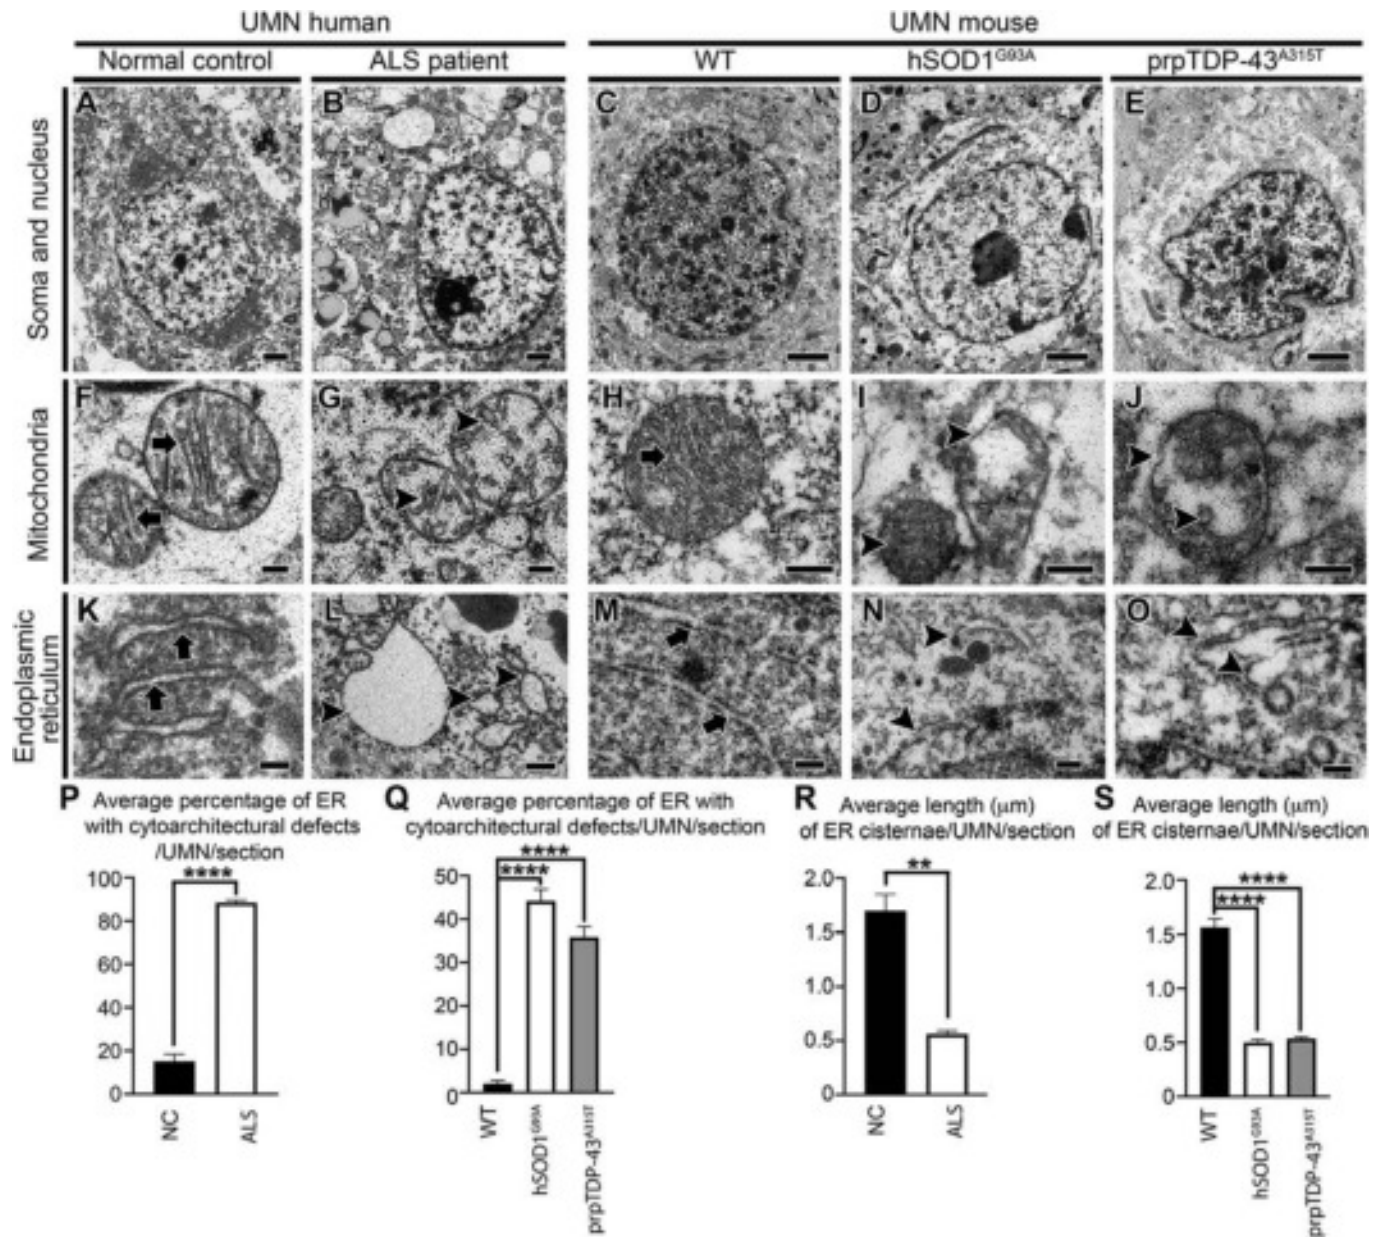 UMN human
UMN mouse
Normal control
ALS patient
WT
hSOD1G93A
prpTDP-43A315T
Soma and nucleus
A
B
C
D
E
Mitochondria
F
G
H
I
J
Endoplasmic
reticulum
K
L
M
N
O
P
Average percentage of ER
with cytoarchitectural defects
/UMN/section
100
80
60
40
20
0
****
NC
ALS
Q
Average percentage of ER with
cytoarchitectural defects/UMN/section
50
40
30
20
10
0
****
****
WT
hSOD1G93A
prpTDP-43A315T
R
Average length (μm)
of ER cisternae/UMN/section
2.0
1.5
1.0
0.5
0
**
NC
ALS
S
Average length (μm)
of ER cisternae/UMN/section
2.0
1.5
1.0
0.5
0
****
****
WT
hSOD1G93A
prpTDP-43A315T